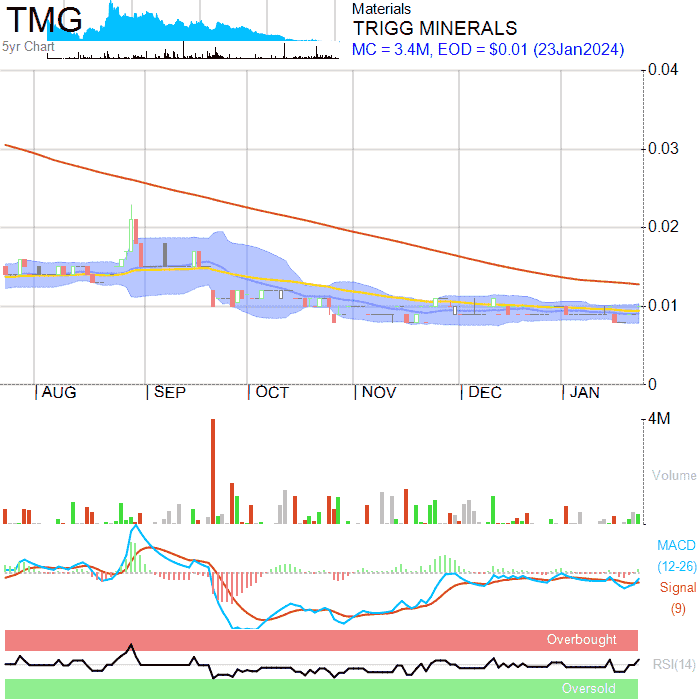 TMG
5yr Chart
Materials
TRIGG MINERALS
MC = 3.4M, EOD = $0.01 (23Jan2024)
0.04
0.03
0.02
0.01
0
AUG SEP OCT NOV DEC JAN
4M
Volume
MACD
(12-26)
Signal
(9)
Overbought
RSI(14)
Oversold